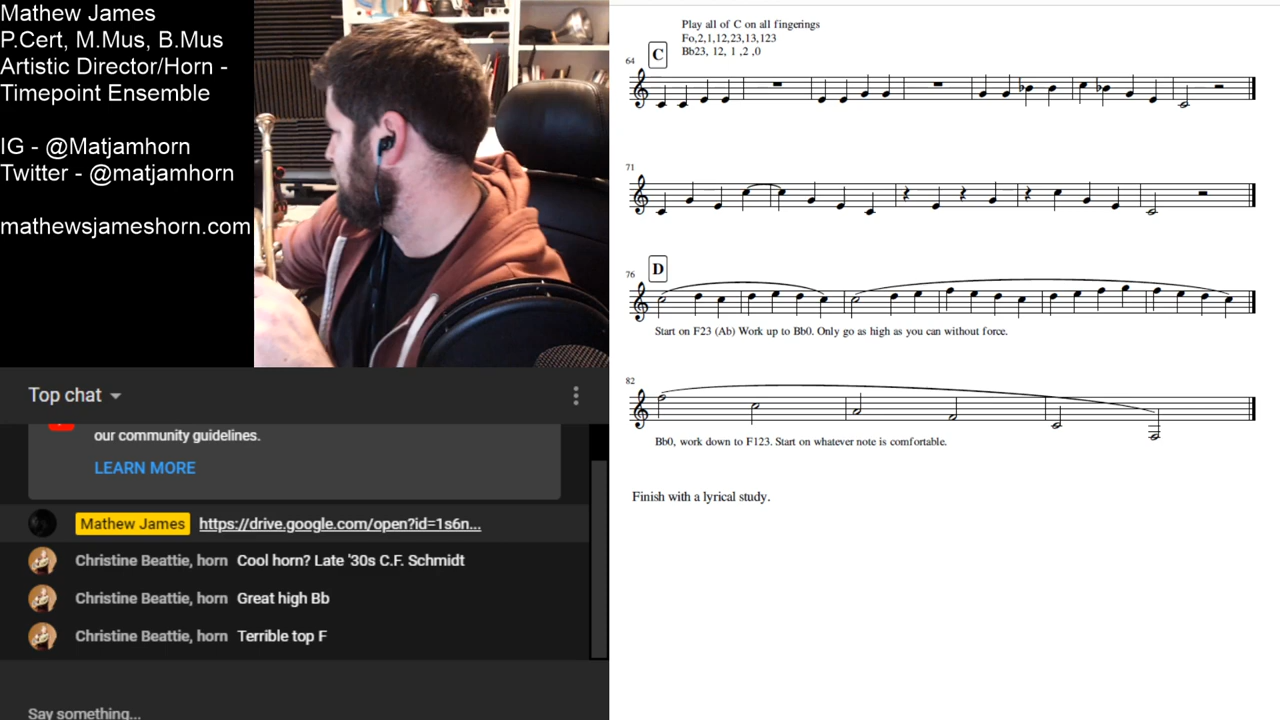 Mathew James
P.Cert, M.Mus, B.Mus
Artistic Director/Horn -
Timepoint Ensemble
IG - @Matjamhorn
Twitter - @matjamhorn
mathewsjameshorn.com
Top chat
our community guidelines.
LEARN MORE
Mathew James https://drive.google.com/open?id=1s6n...
Christine Beattie, horn Cool horn? Late '30s C.F. Schmidt
Christine Beattie, horn Great high Bb
Christine Beattie, horn Terrible top F
Say something...
Play all of C on all fingerings
Fo,2,1,12,23,13,123
Bb23, 12, 1 ,2 ,0
C
64
71
D
76
Start on F23 (Ab) Work up to Bb0. Only go as high as you can without force.
82
Bb0, work down to F123. Start on whatever note is comfortable.
Finish with a lyrical study.